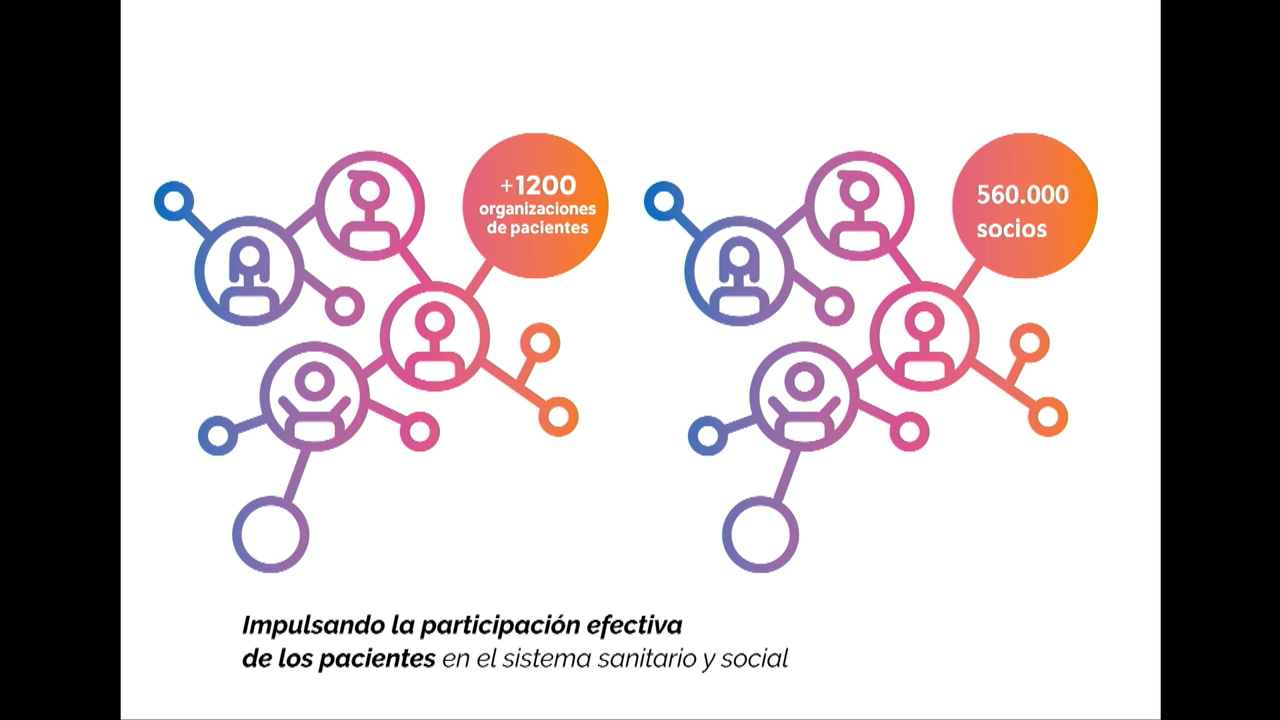 +1200
organizaciones
de pacientes
560.000
socios
Impulsando la participación efectiva
de los pacientes en el sistema sanitario y social